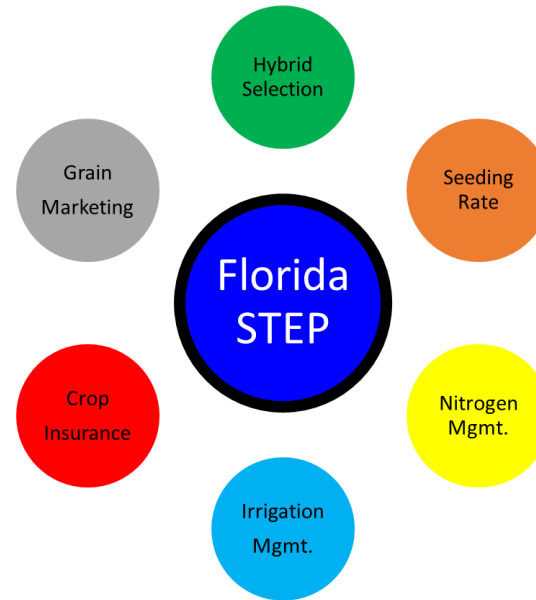 Hybrid
Selection
Grain
Marketing
Seeding
Rate
Florida
STEP
Crop
Insurance
Nitrogen
Mgmt.
Irrigation
Mgmt.